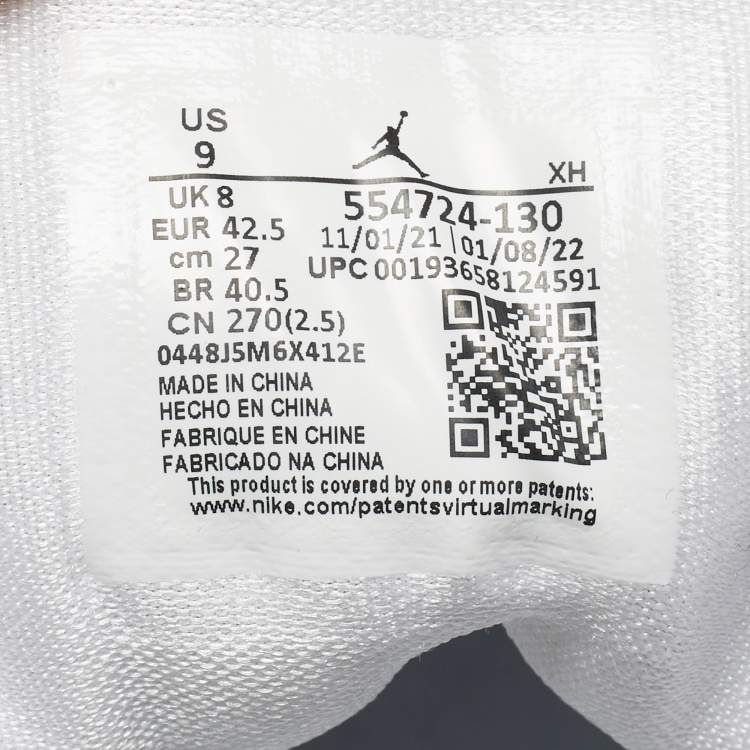 US
9
XH
UK 8
EUR 42.5
cm 27
BR 40.5
CN 270(2.5)
554724-130
11/01/21 | 01/08/22
UPC 00193658124591
0448J5M6X412E
MADE IN CHINA
HECHO EN CHINA
FABRIQUE EN CHINE
FABRICADO NA CHINA
This product is covered by one or more patents:
www.nike.com/patentsvirtualmarking